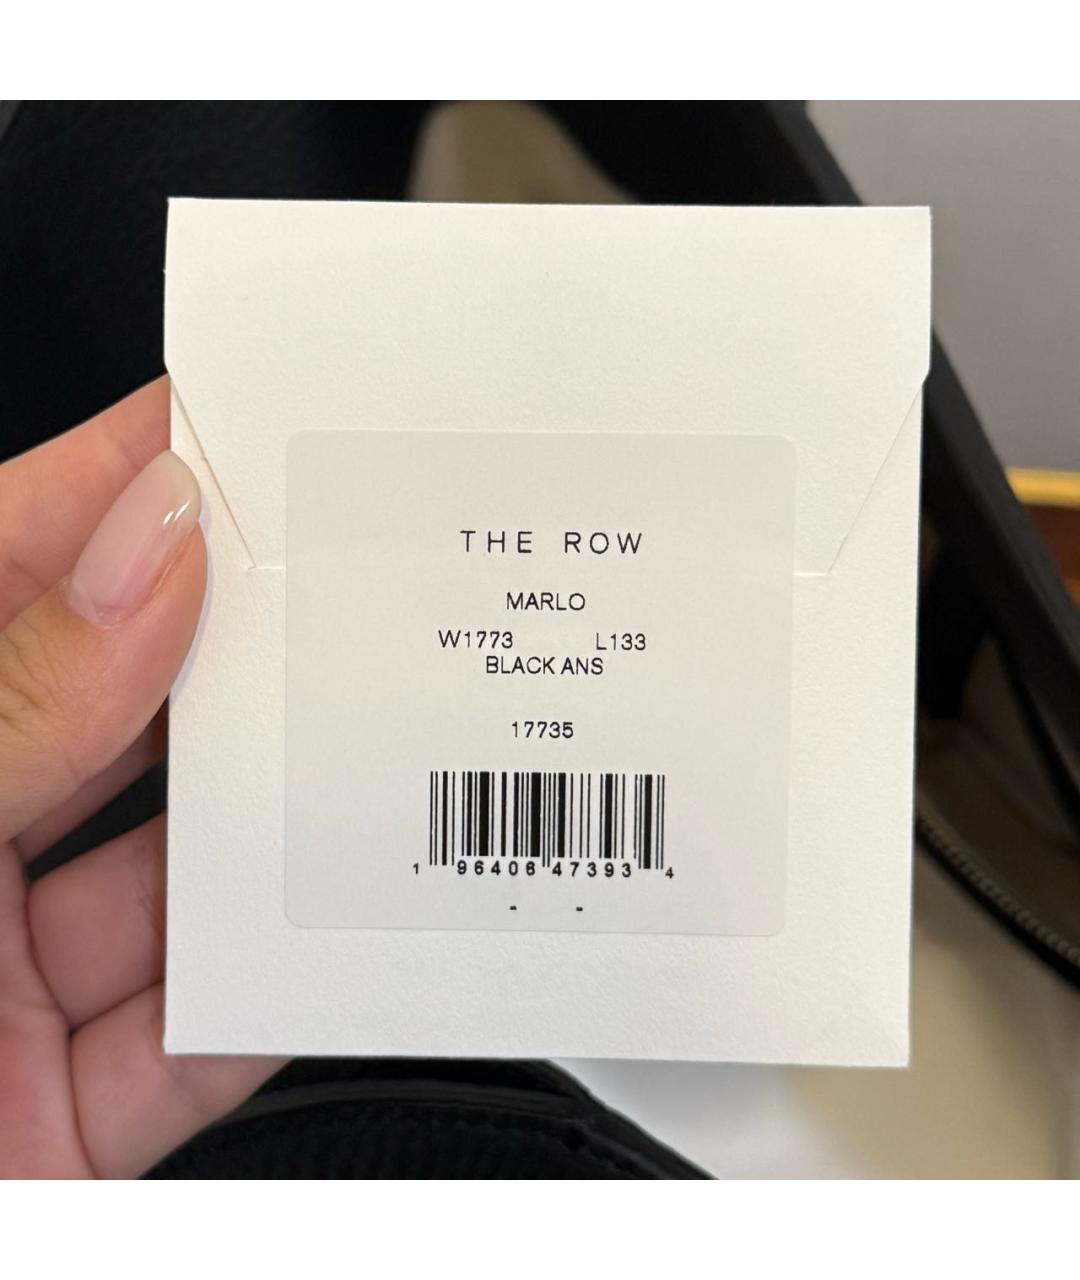 THE ROW
MARLO
W1773 L133
BLACK ANS
17735
1 96406 47393 4
- -